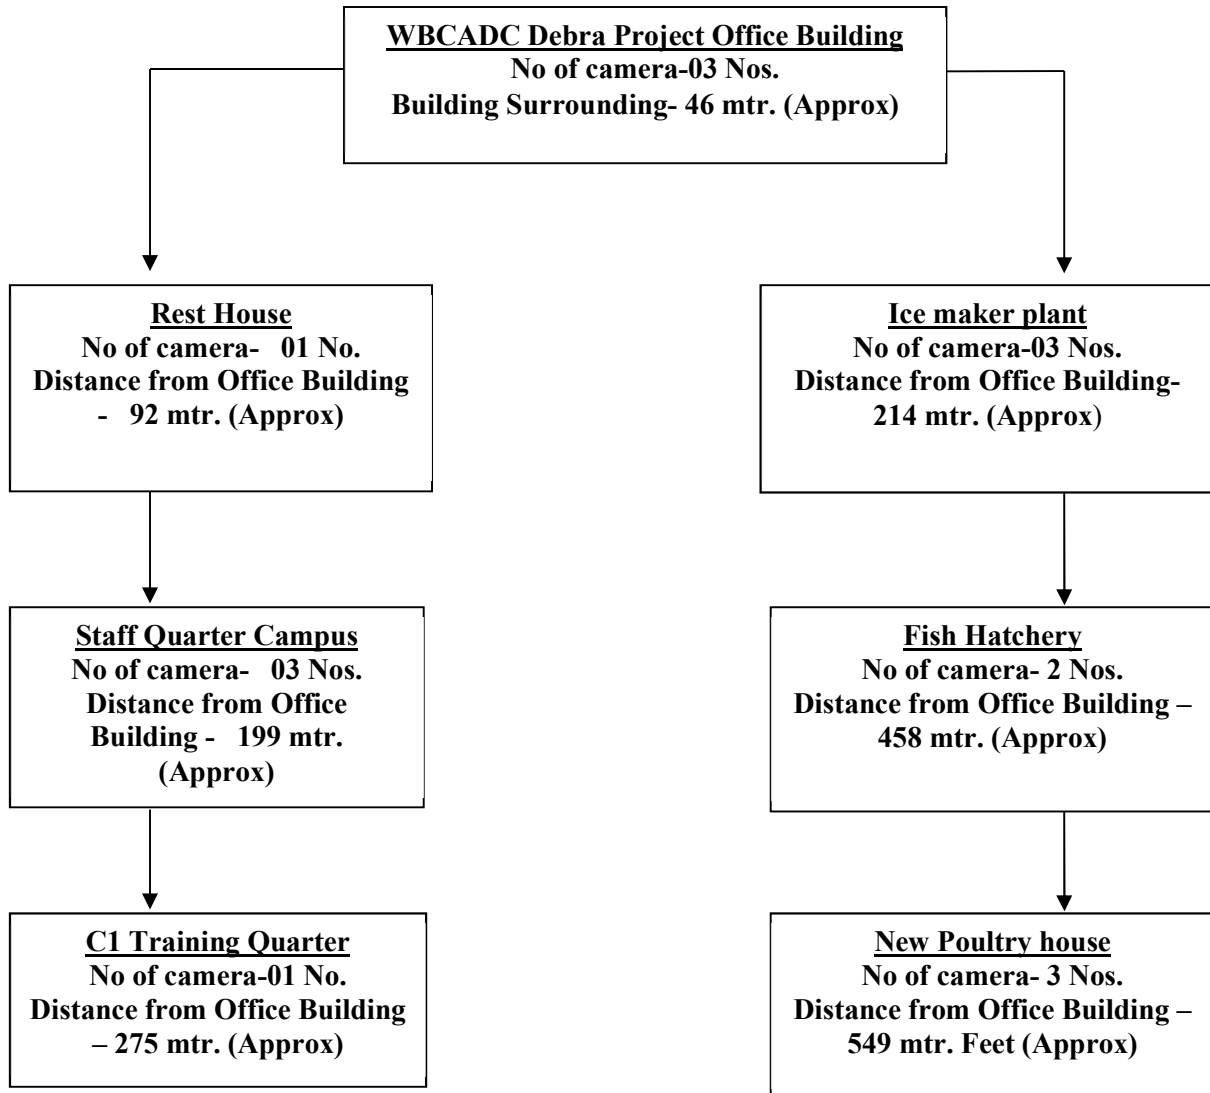 WBCADC Debra Project Office Building
No of camera-03 Nos.
Building Surrounding- 46 mtr. (Approx)
Rest House
No of camera-   01 No.
Distance from Office Building
-   92 mtr. (Approx)
Ice maker plant
No of camera-03 Nos.
Distance from Office Building-
214 mtr. (Approx)
Staff Quarter Campus
No of camera-   03 Nos.
Distance from Office
Building -   199 mtr.
(Approx)
Fish Hatchery
No of camera- 2 Nos.
Distance from Office Building –
458 mtr. (Approx)
C1 Training Quarter
No of camera-01 No.
Distance from Office Building
– 275 mtr. (Approx)
New Poultry house
No of camera- 3 Nos.
Distance from Office Building –
549 mtr. Feet (Approx)